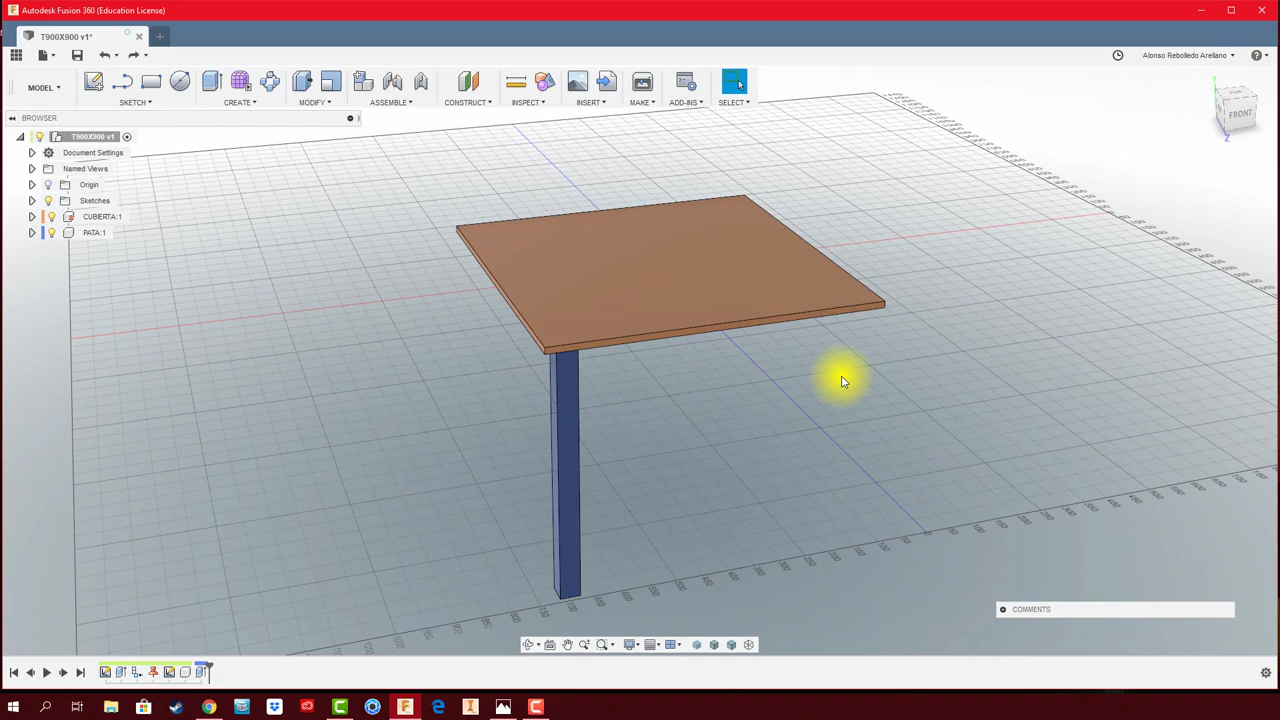 Autodesk Fusion 360 (Education License)
T900X900 v1*
Alonso Rebolledo Arellano
MODEL
SKETCH
CREATE
MODIFY
ASSEMBLE
CONSTRUCT
INSPECT
INSERT
MAKE
ADD-INS
SELECT
BROWSER
FRONT
T900X900 v1
Document Settings
Named Views
Origin
Sketches
CUBIERTA:1
PATA:1
COMMENTS